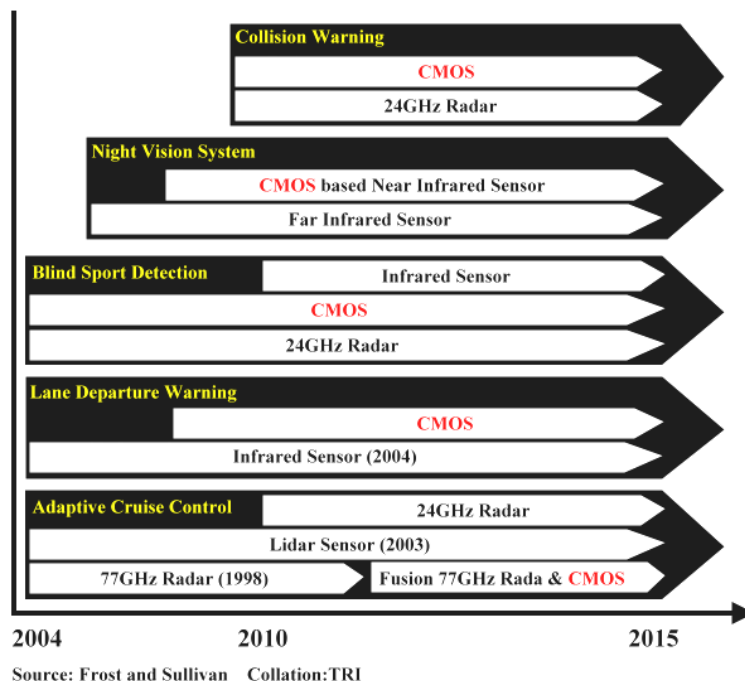 Collision Warning
CMOS
24GHz Radar
Night Vision System
CMOS based Near Infrared Sensor
Far Infrared Sensor
Blind Sport Detection
Infrared Sensor
CMOS
24GHz Radar
Lane Departure Warning
CMOS
Infrared Sensor (2004)
Adaptive Cruise Control
24GHz Radar
Lidar Sensor (2003)
77GHz Radar (1998)
Fusion 77GHz Rada & CMOS
2004 2010 2015
Source: Frost and Sullivan Collation:TRI